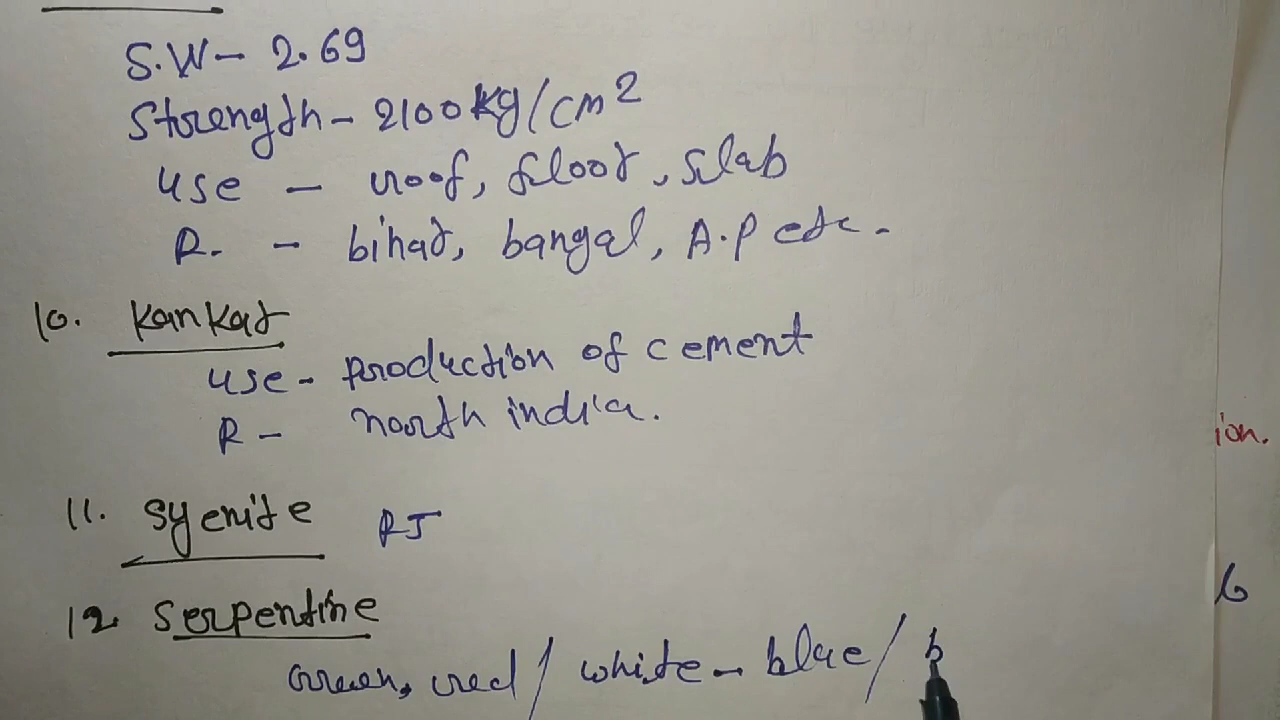 S.W- 2.69
Strength- 2100 kg/cm2
use - roof, floor, slab
R. - bihar, bangal, A.P etc.
10. Kankar
use- production of cement
R - north india.
11. Syenite RJ
12. Serpentine
Green, red / white - blue / b
ion.
6